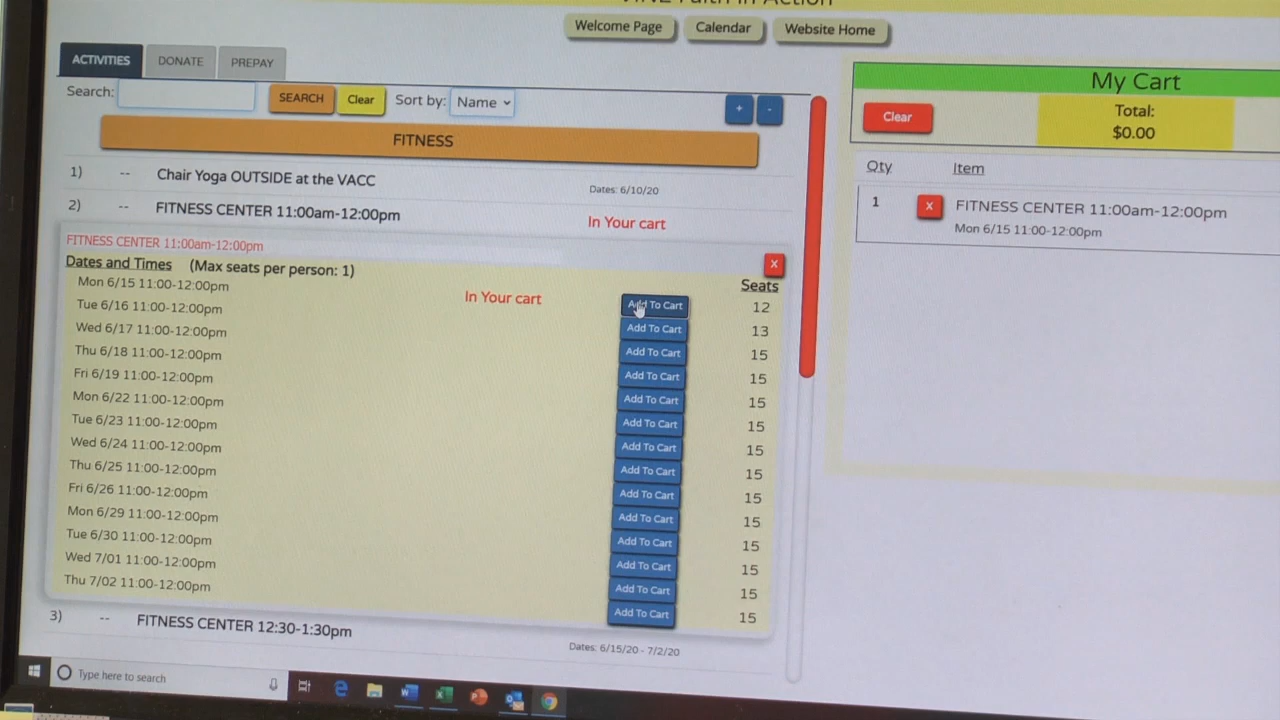 Faith in Action
Welcome Page Calendar Website Home
ACTIVITIES DONATE PREPAY
Search: SEARCH Clear Sort by: Name + -
FITNESS
1) -- Chair Yoga OUTSIDE at the VACC Dates: 6/10/20
2) -- FITNESS CENTER 11:00am-12:00pm In Your cart
FITNESS CENTER 11:00am-12:00pm
Dates and Times (Max seats per person: 1) X
Seats
Mon 6/15 11:00-12:00pm In Your cart 12
Tue 6/16 11:00-12:00pm Add To Cart 13
Wed 6/17 11:00-12:00pm Add To Cart 15
Thu 6/18 11:00-12:00pm Add To Cart 15
Fri 6/19 11:00-12:00pm Add To Cart 15
Mon 6/22 11:00-12:00pm Add To Cart 15
Tue 6/23 11:00-12:00pm Add To Cart 15
Wed 6/24 11:00-12:00pm Add To Cart 15
Thu 6/25 11:00-12:00pm Add To Cart 15
Fri 6/26 11:00-12:00pm Add To Cart 15
Mon 6/29 11:00-12:00pm Add To Cart 15
Tue 6/30 11:00-12:00pm Add To Cart 15
Wed 7/01 11:00-12:00pm Add To Cart 15
Thu 7/02 11:00-12:00pm Add To Cart 15
Add To Cart
3) -- FITNESS CENTER 12:30-1:30pm Dates: 6/15/20 - 7/2/20
My Cart
Clear Total:
$0.00
Qty Item
1 X FITNESS CENTER 11:00am-12:00pm
Mon 6/15 11:00-12:00pm
Type here to search